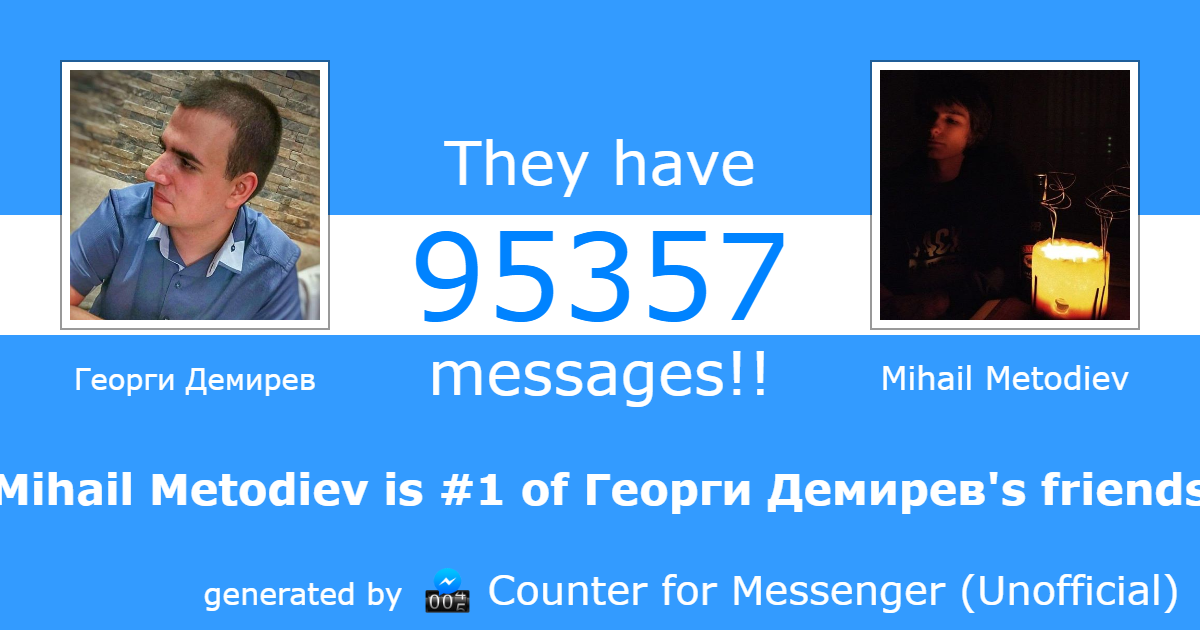 They have
95357
messages!!
Георги Демирев
Mihail Metodiev
Mihail Metodiev is #1 of Георги Демирев's friends
generated by Counter for Messenger (Unofficial)